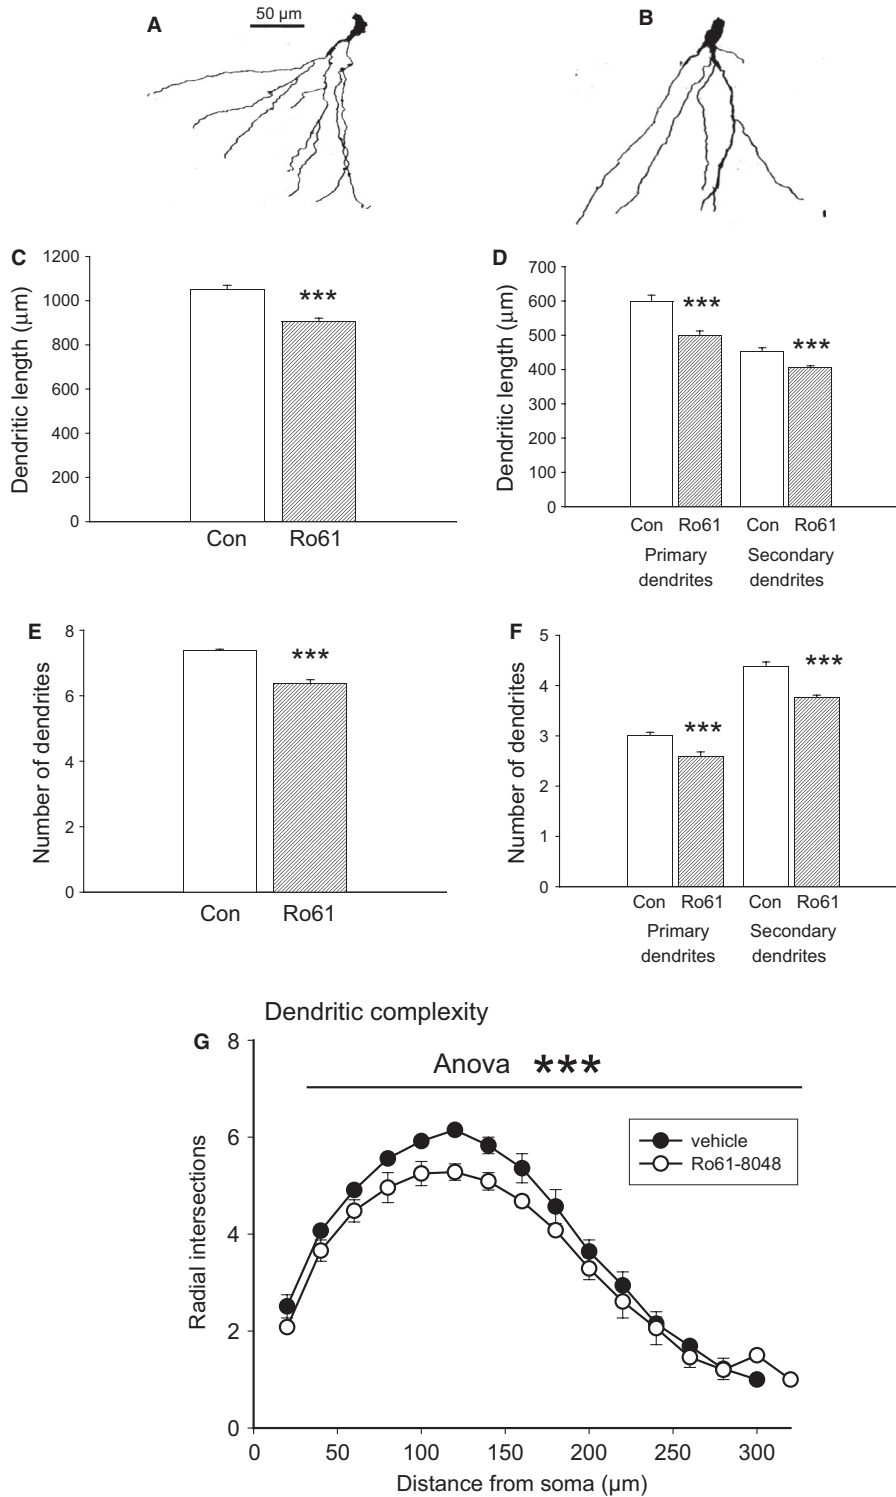 A
50 µm
B
C
1200
1000
800
600
400
200
0
Dendritic length (µm)
***
Con
Ro61
D
700
600
500
400
300
200
100
0
Dendritic length (µm)
***
***
Con Ro61 Con Ro61
Primary
dendrites
Secondary
dendrites
E
8
6
4
2
0
Number of dendrites
***
Con
Ro61
F
5
4
3
2
1
0
Number of dendrites
***
***
Con Ro61 Con Ro61
Primary
dendrites
Secondary
dendrites
Dendritic complexity
G
8
6
4
2
0
Radial intersections
Anova ***
vehicle
Ro61-8048
0 50 100 150 200 250 300
Distance from soma (µm)